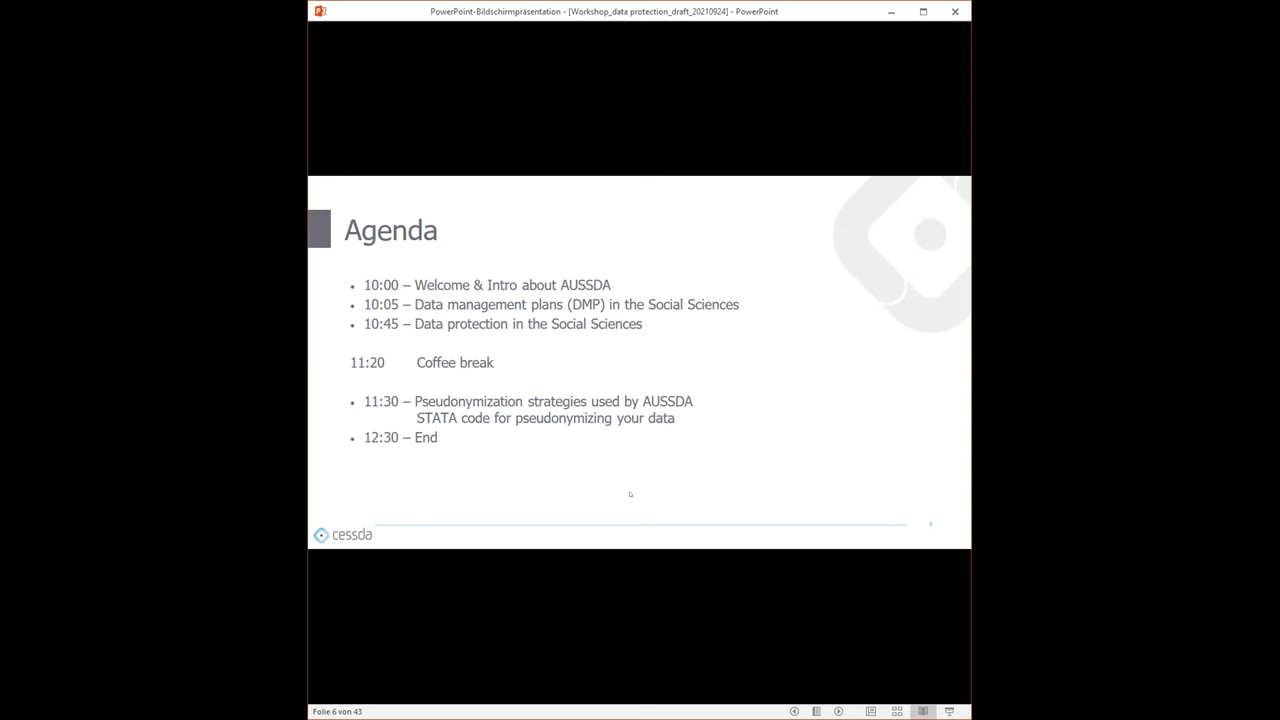 PowerPoint-Bildschirmpräsentation - [Workshop_data protection_draft_20210924] - PowerPoint
Agenda
• 10:00 – Welcome & Intro about AUSSDA
• 10:05 – Data management plans (DMP) in the Social Sciences
• 10:45 – Data protection in the Social Sciences
11:20 Coffee break
• 11:30 – Pseudonymization strategies used by AUSSDA
STATA code for pseudonymizing your data
• 12:30 – End
6
cessda
Folie 6 von 43